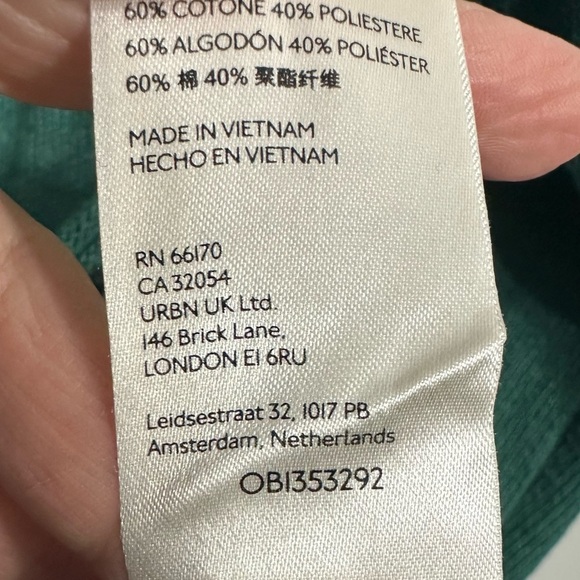 60% COTONE 40% POLIESTERE
60% ALGODÓN 40% POLIÉSTER
60% 棉 40% 聚酯纤维
MADE IN VIETNAM
HECHO EN VIETNAM
RN 66170
CA 32054
URBN UK Ltd.
146 Brick Lane,
LONDON E1 6RU
Leidsestraat 32, 1017 PB
Amsterdam, Netherlands
OB1353292